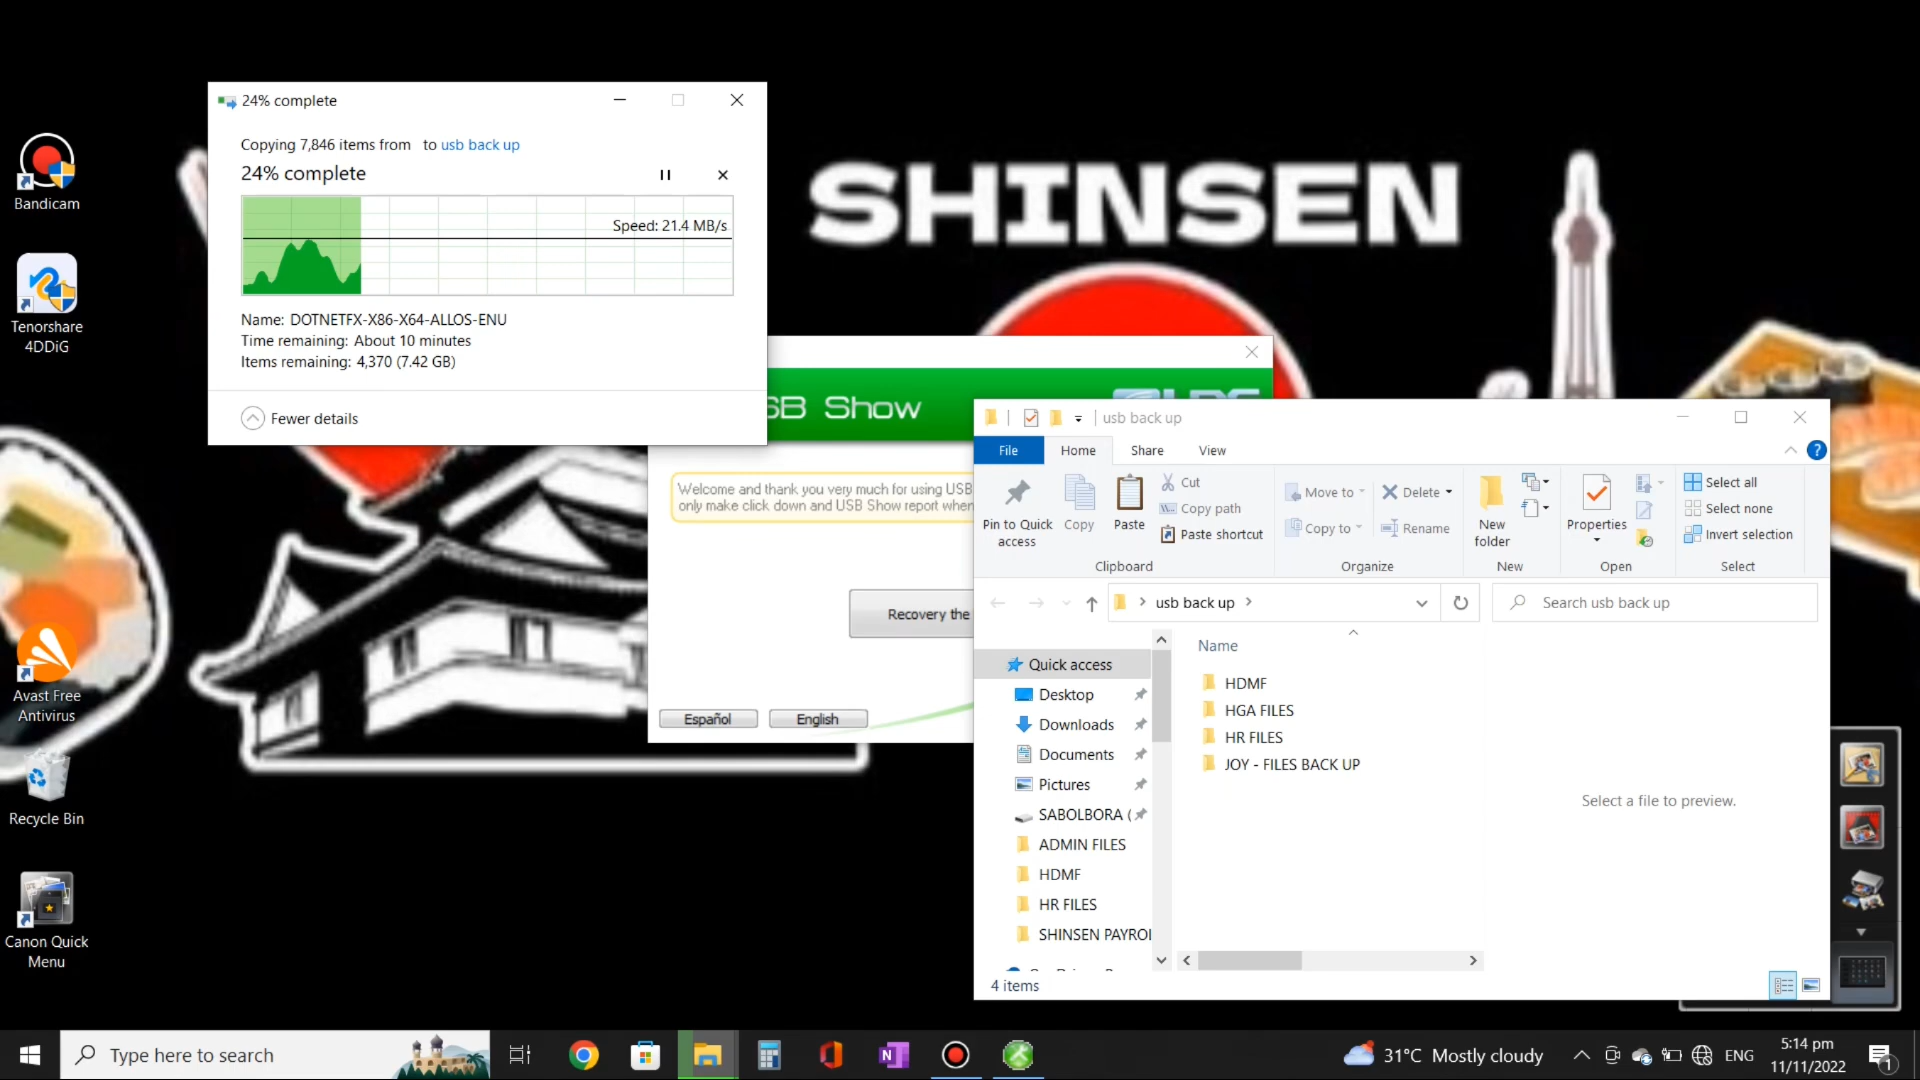 SHINSEN
Bandicam
Tenorshare
4DDiG
Avast Free
Antivirus
Recycle Bin
Canon Quick
Menu
24% complete
Copying 7,846 items from to usb back up
24% complete
Speed: 21.4 MB/s
Name: DOTNETFX-X86-X64-ALLOS-ENU
Time remaining: About 10 minutes
Items remaining: 4,370 (7.42 GB)
Fewer details
Show
Welcome and thank you very much for using USB
only make click down and USB Show report when
Recovery the
Español
English
usb back up
File
Home
Share
View
Pin to Quick
access
Copy
Paste
Cut
Copy path
Paste shortcut
Clipboard
Move to
Copy to
Delete
Rename
Organize
New
folder
New
Properties
Open
Select all
Select none
Invert selection
Select
usb back up
Search usb back up
Quick access
Desktop
Downloads
Documents
Pictures
SABOLBORA (
ADMIN FILES
HDMF
HR FILES
SHINSEN PAYROL
Name
HDMF
HGA FILES
HR FILES
JOY - FILES BACK UP
Select a file to preview.
4 items
Type here to search
31°C Mostly cloudy
ENG
5:14 pm
11/11/2022
1